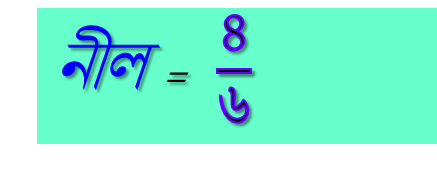 নীল = ৪/৬